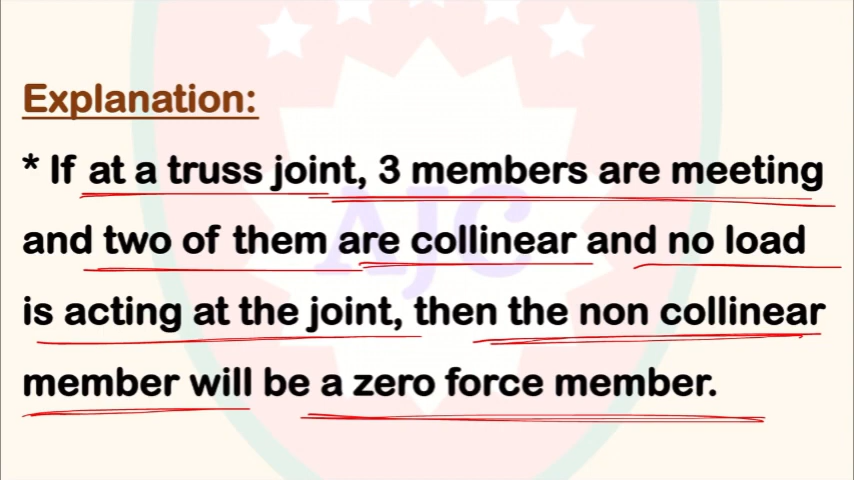 Explanation:
* If at a truss joint, 3 members are meeting
and two of them are collinear and no load
is acting at the joint, then the non collinear
member will be a zero force member.
AJC